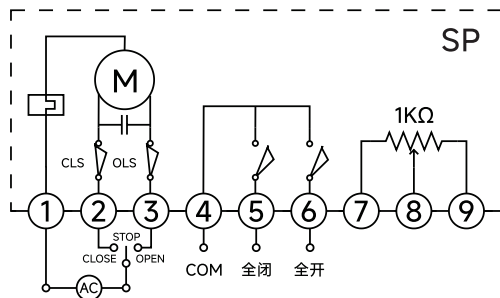 SP
M
1KΩ
CLS
OLS
1 2 3 4 5 6 7 8 9
STOP
CLOSE
OPEN
COM
全闭
全开
AC